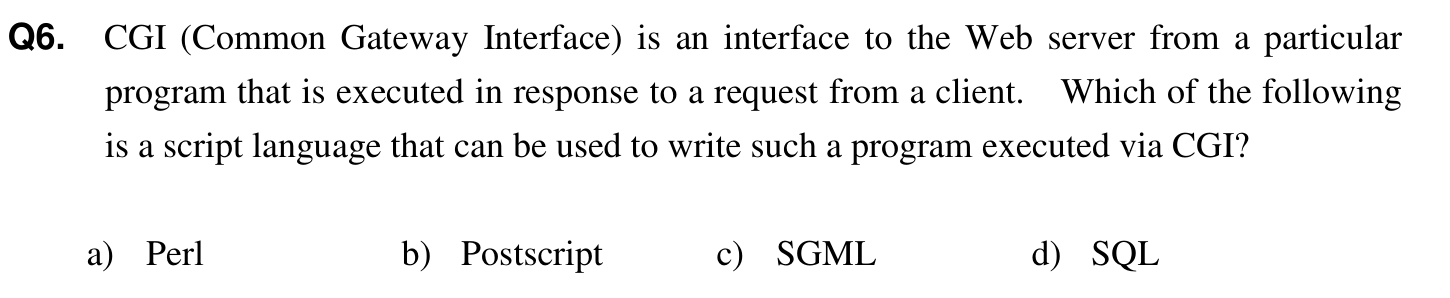 Q6. CGI (Common Gateway Interface) is an interface to the Web server from a particular
program that is executed in response to a request from a client. Which of the following
is a script language that can be used to write such a program executed via CGI?
a) Perl b) Postscript c) SGML d) SQL